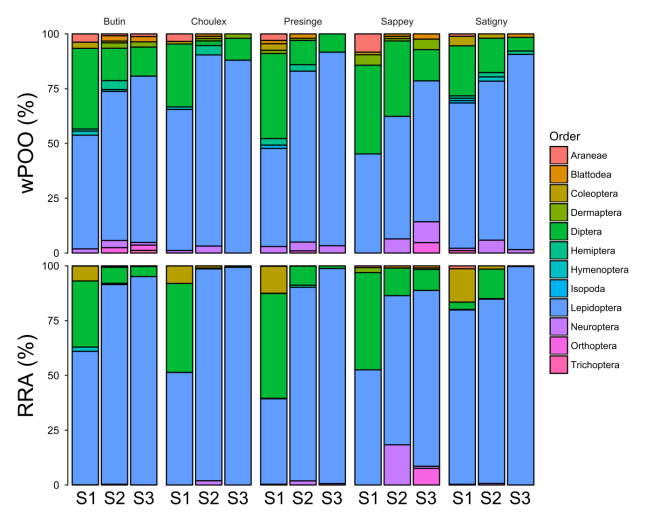 Butin Choulex Presinge Sappey Satigny
100
75
50
25
0
wPOO (%)
100
75
50
25
0
RRA (%)
S1 S2 S3 S1 S2 S3 S1 S2 S3 S1 S2 S3 S1 S2 S3
Order
Araneae
Blattodea
Coleoptera
Dermaptera
Diptera
Hemiptera
Hymenoptera
Isopoda
Lepidoptera
Neuroptera
Orthoptera
Trichoptera